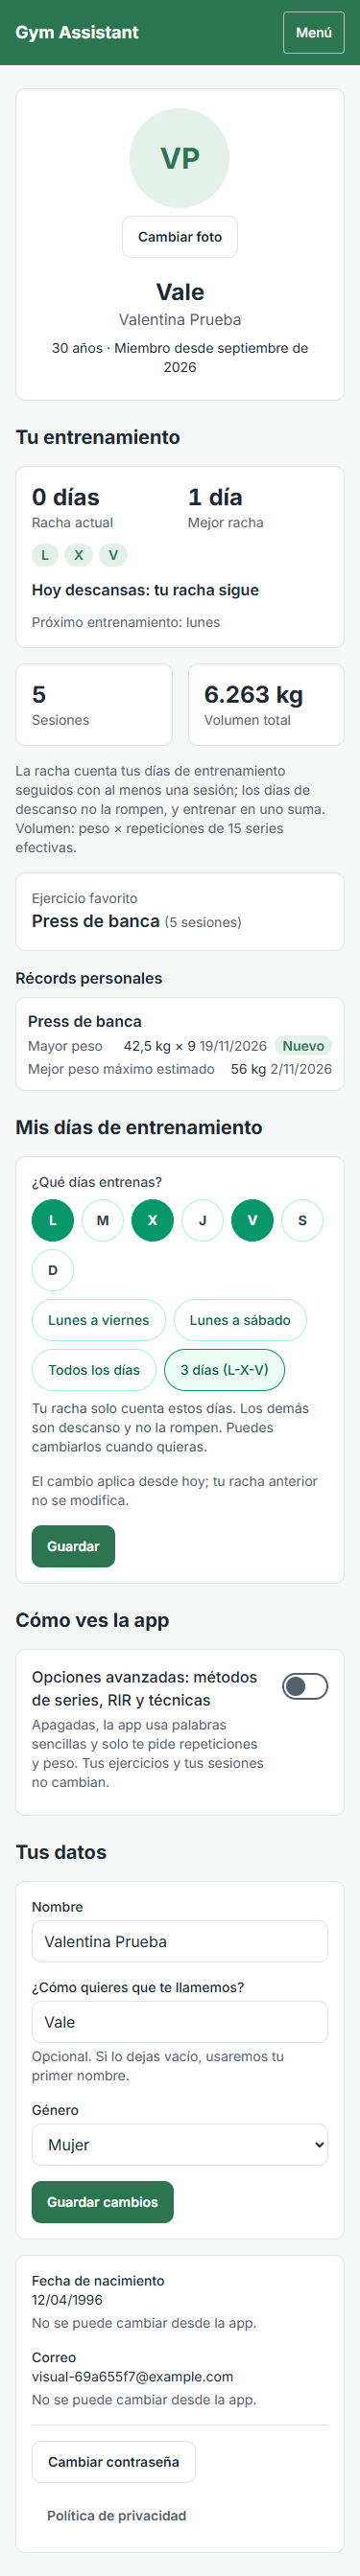 Gym Assistant
Menú
VP
Cambiar foto
Vale
Valentina Prueba
30 años · Miembro desde septiembre de
2026
Tu entrenamiento
0 días
Racha actual
1 día
Mejor racha
L X V
Hoy descansas: tu racha sigue
Próximo entrenamiento: lunes
5
Sesiones
6.263 kg
Volumen total
La racha cuenta tus días de entrenamiento
seguidos con al menos una sesión; los días de
descanso no la rompen, y entrenar en uno suma.
Volumen: peso × repeticiones de 15 series
efectivas.
Ejercicio favorito
Press de banca (5 sesiones)
Récords personales
Press de banca
Mayor peso 42,5 kg × 9 19/11/2026 Nuevo
Mejor peso máximo estimado 56 kg 2/11/2026
Mis días de entrenamiento
¿Qué días entrenas?
L M X J V S
D
Lunes a viernes Lunes a sábado
Todos los días 3 días (L-X-V)
Tu racha solo cuenta estos días. Los demás
son descanso y no la rompen. Puedes
cambiarlos cuando quieras.
El cambio aplica desde hoy; tu racha anterior
no se modifica.
Guardar
Cómo ves la app
Opciones avanzadas: métodos
de series, RIR y técnicas
Apagadas, la app usa palabras
sencillas y solo te pide repeticiones
y peso. Tus ejercicios y tus sesiones
no cambian.
Tus datos
Nombre
Valentina Prueba
¿Cómo quieres que te llamemos?
Vale
Opcional. Si lo dejas vacío, usaremos tu
primer nombre.
Género
Mujer
Guardar cambios
Fecha de nacimiento
12/04/1996
No se puede cambiar desde la app.
Correo
visual-69a655f7@example.com
No se puede cambiar desde la app.
Cambiar contraseña
Política de privacidad